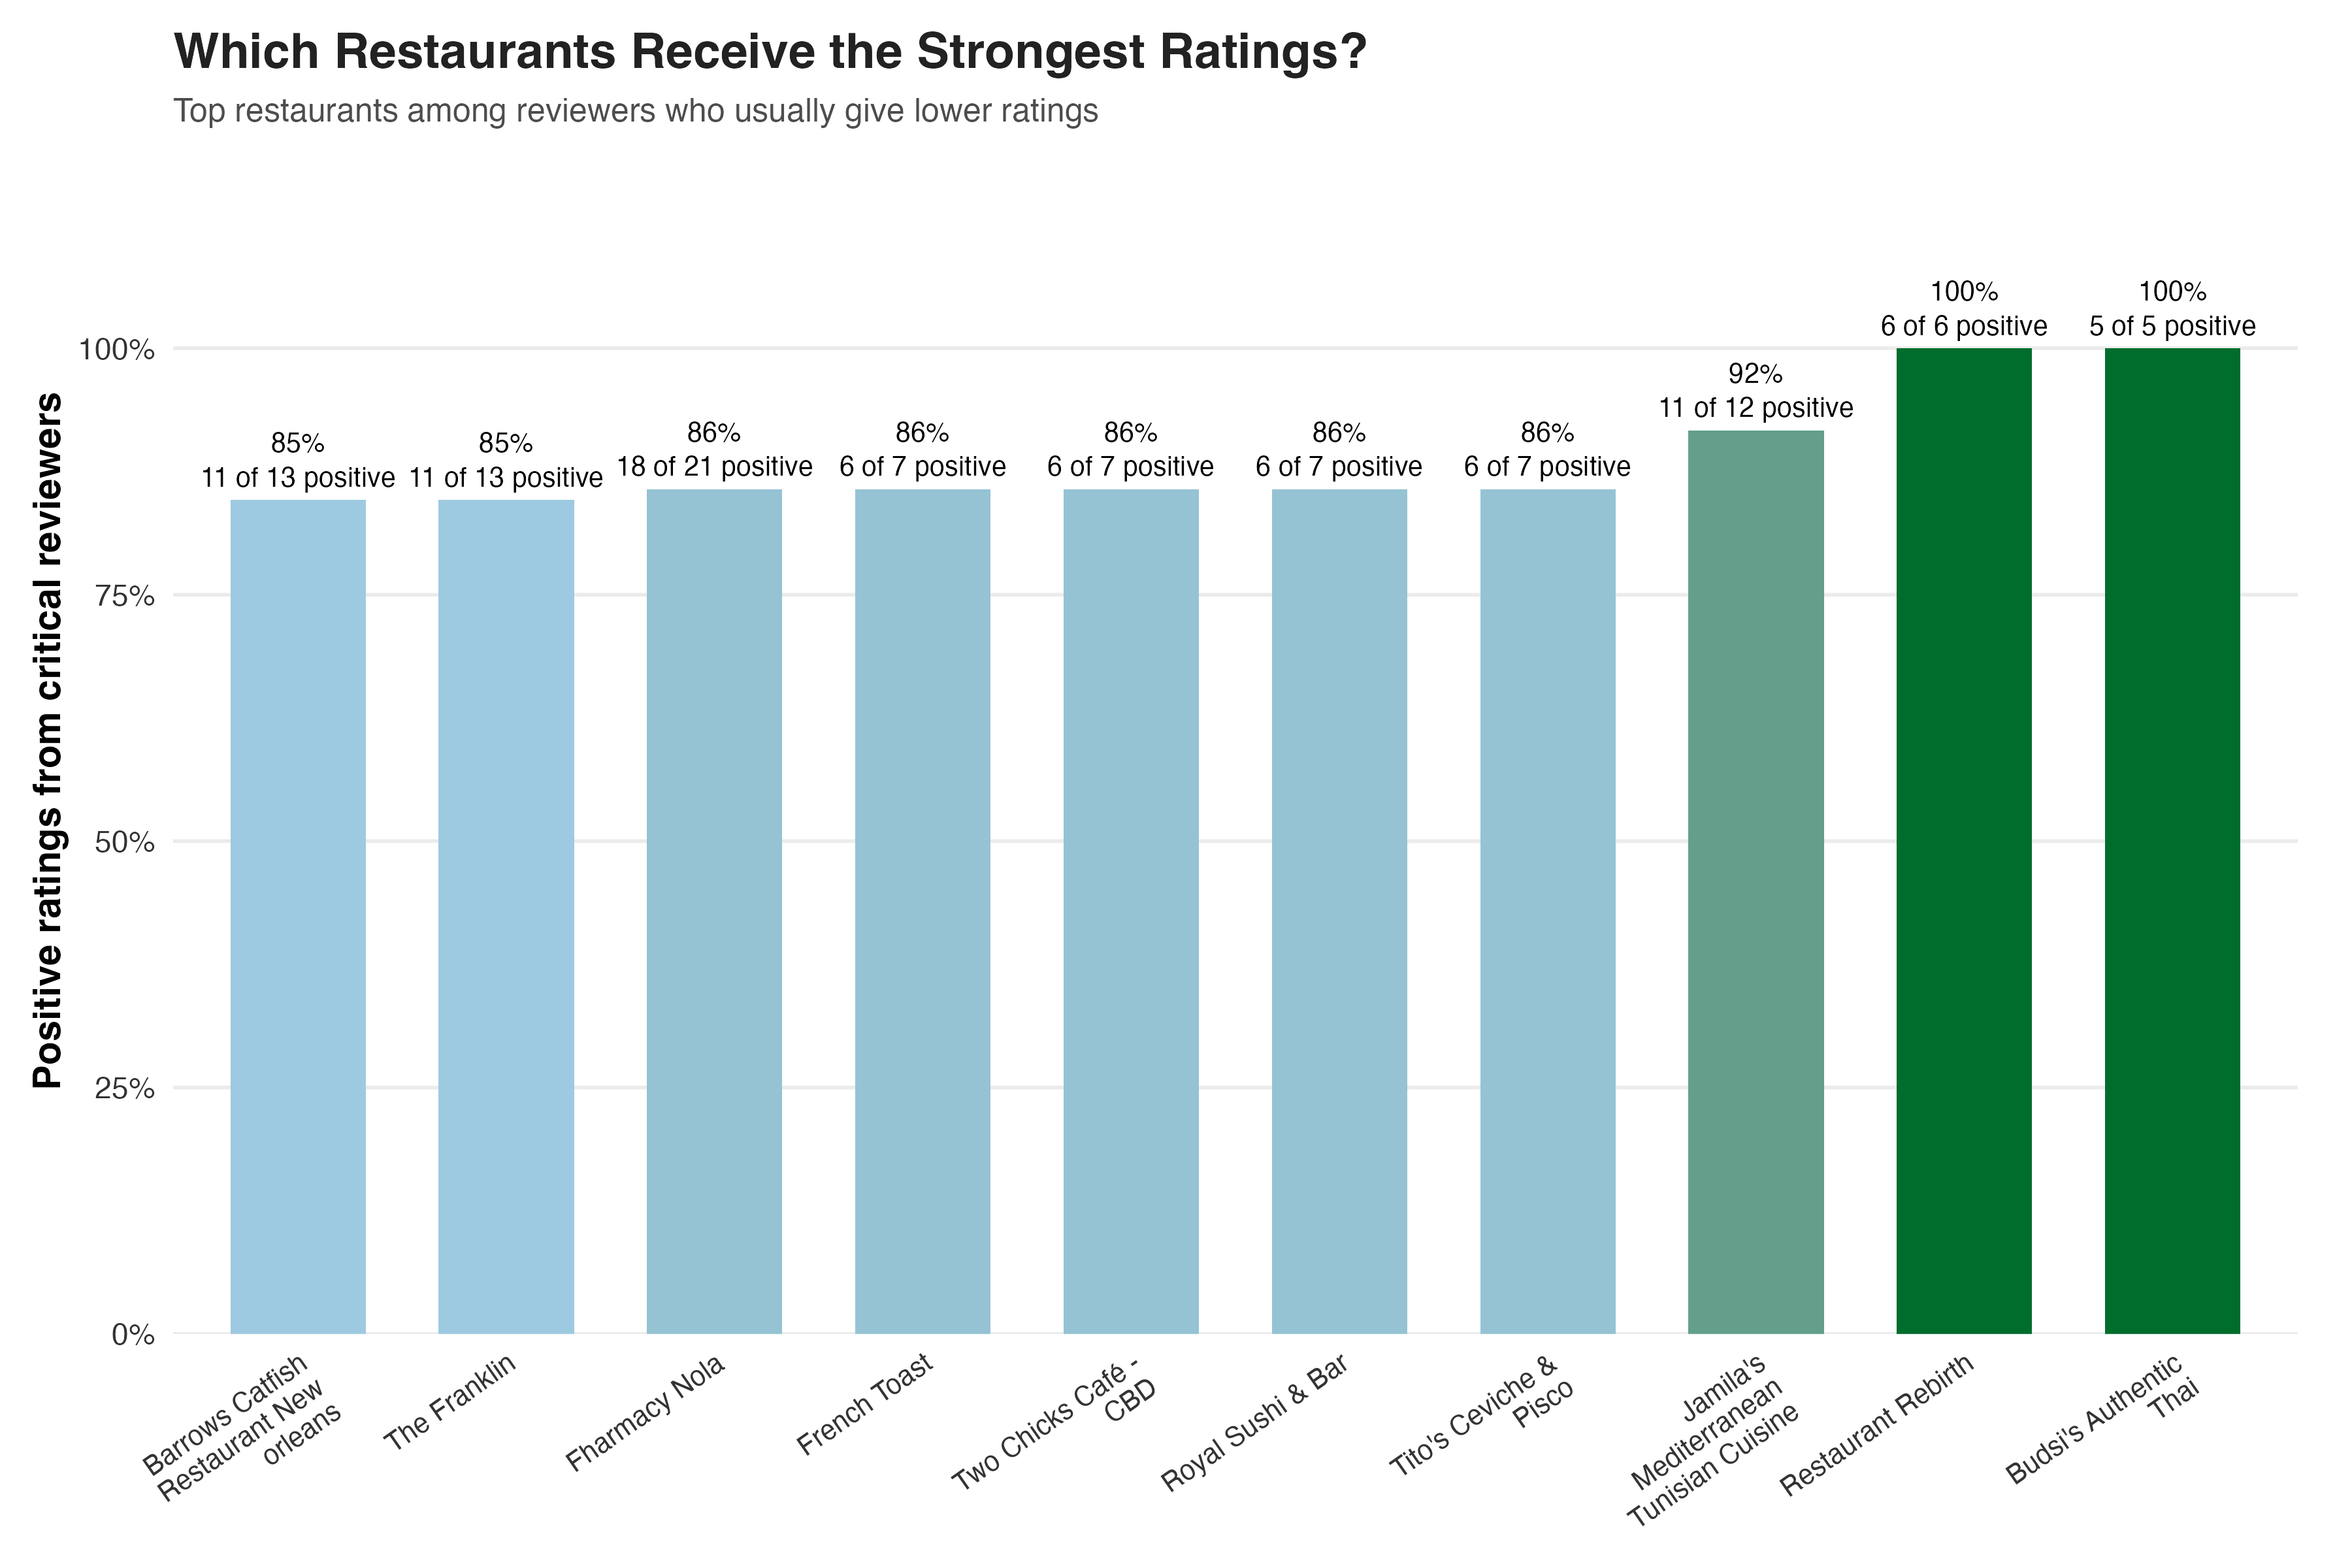 Which Restaurants Receive the Strongest Ratings?
Top restaurants among reviewers who usually give lower ratings
Positive ratings from critical reviewers
100%
75%
50%
25%
0%
85%
11 of 13 positive
85%
11 of 13 positive
86%
18 of 21 positive
86%
6 of 7 positive
86%
6 of 7 positive
86%
6 of 7 positive
86%
6 of 7 positive
92%
11 of 12 positive
100%
6 of 6 positive
100%
5 of 5 positive
Barrows Catfish
Restaurant New
orleans
The Franklin
Fharmacy Nola
French Toast
Two Chicks Café -
CBD
Royal Sushi & Bar
Tito's Ceviche &
Pisco
Jamila's
Mediterranean
Tunisian Cuisine
Restaurant Rebirth
Budsi's Authentic
Thai